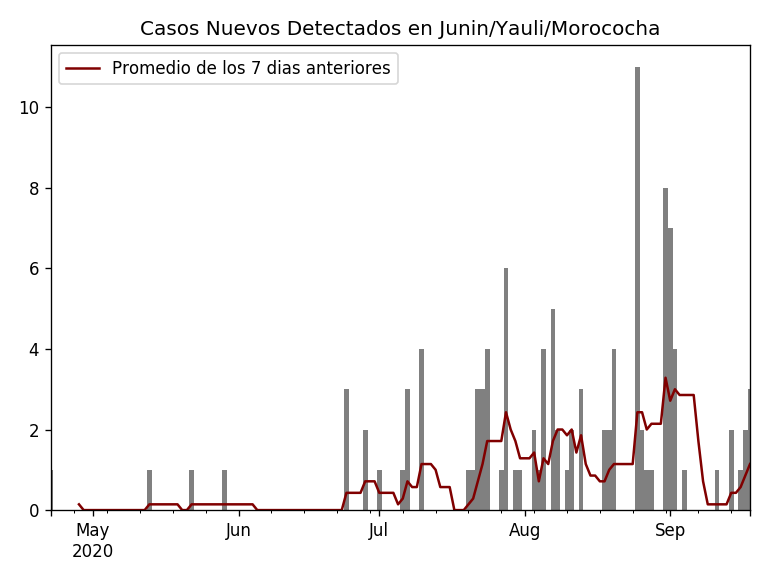 Casos Nuevos Detectados en Junin/Yauli/Morococha
Promedio de los 7 dias anteriores
10
8
6
4
2
0
May Jun Jul Aug Sep
2020